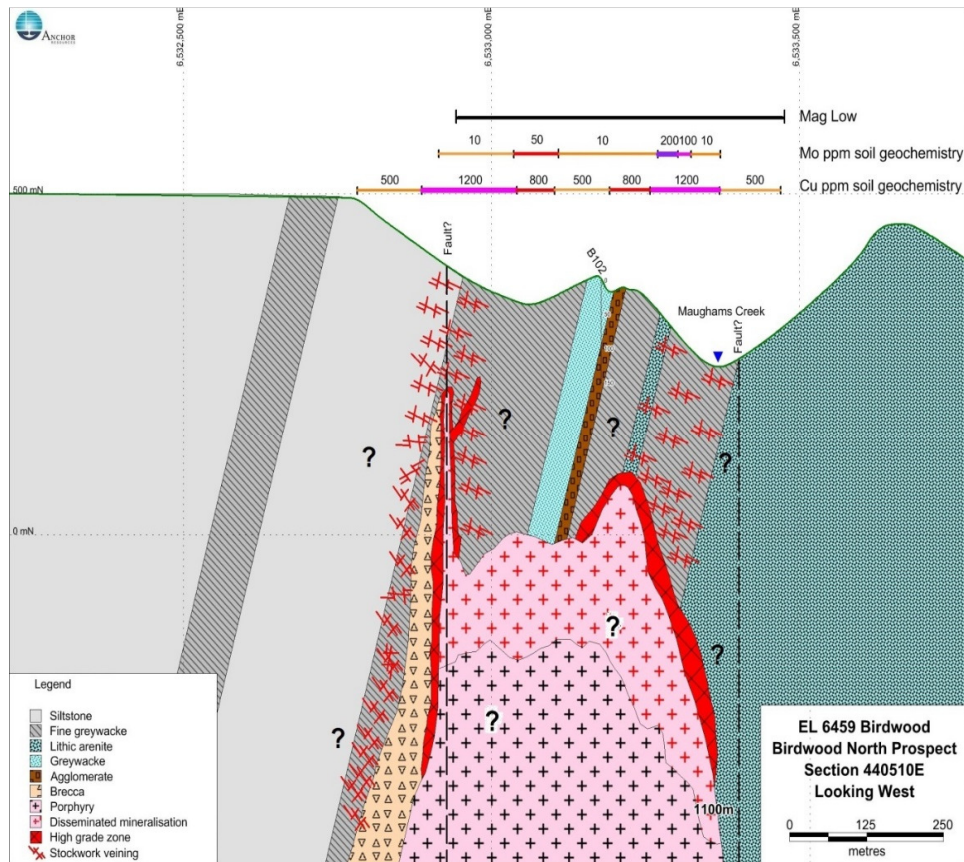 ANCHOR
RESOURCES
6,532,500 mE
6,533,000 mE
6,533,500 mE
Mag Low
10 50 10 200 100 10
Mo ppm soil geochemistry
500 1200 800 500 800 1200 500
Cu ppm soil geochemistry
500 mN
Fault?
B102
Maughams Creek
Fault?
?
?
?
?
0 mN
?
?
?
?
1100m
Legend
Siltstone
Fine greywacke
Lithic arenite
Greywacke
Agglomerate
Brecca
Porphyry
Disseminated mineralisation
High grade zone
Stockwork veining
EL 6459 Birdwood
Birdwood North Prospect
Section 440510E
Looking West
0 125 250
metres